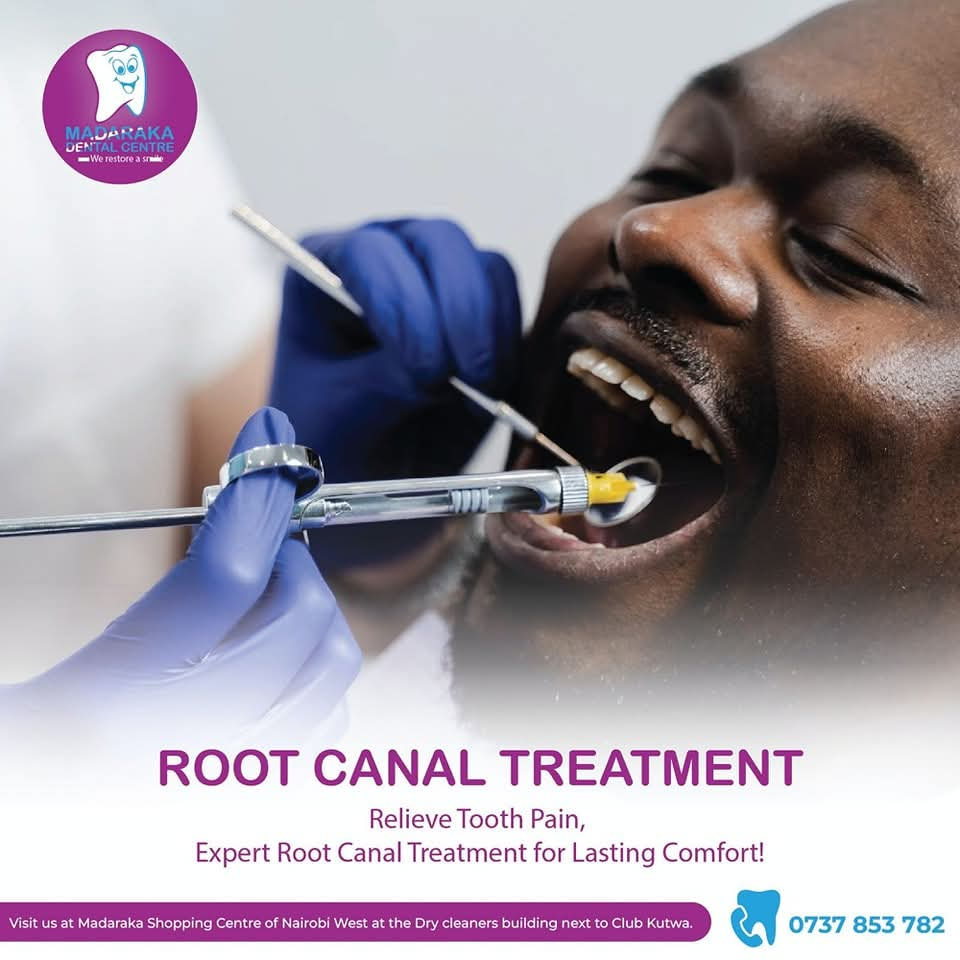 MADARAKA
DENTAL CENTRE
We restore a smile
ROOT CANAL TREATMENT
Relieve Tooth Pain,
Expert Root Canal Treatment for Lasting Comfort!
Visit us at Madaraka Shopping Centre of Nairobi West at the Dry cleaners building next to Club Kutwa.
0737 853 782